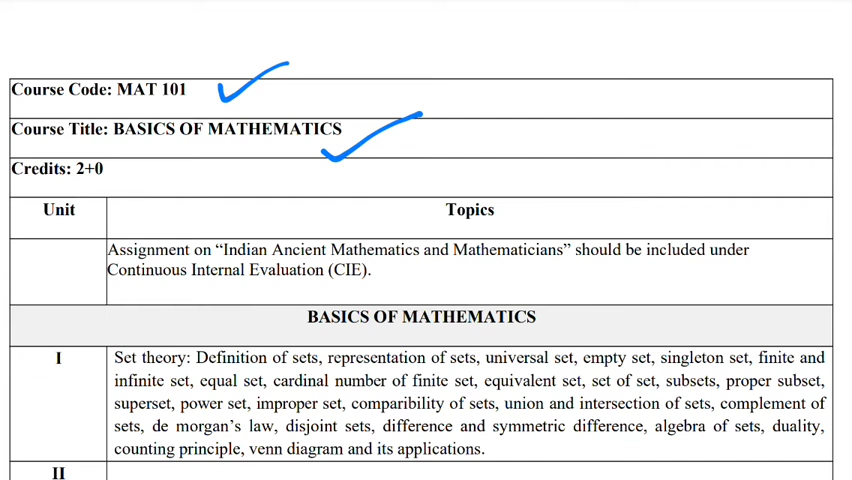 Course Code: MAT 101
Course Title: BASICS OF MATHEMATICS
Credits: 2+0
Unit Topics
Assignment on “Indian Ancient Mathematics and Mathematicians” should be included under
Continuous Internal Evaluation (CIE).
BASICS OF MATHEMATICS
I Set theory: Definition of sets, representation of sets, universal set, empty set, singleton set, finite and
infinite set, equal set, cardinal number of finite set, equivalent set, set of set, subsets, proper subset,
superset, power set, improper set, comparibility of sets, union and intersection of sets, complement of
sets, de morgan’s law, disjoint sets, difference and symmetric difference, algebra of sets, duality,
counting principle, venn diagram and its applications.
II